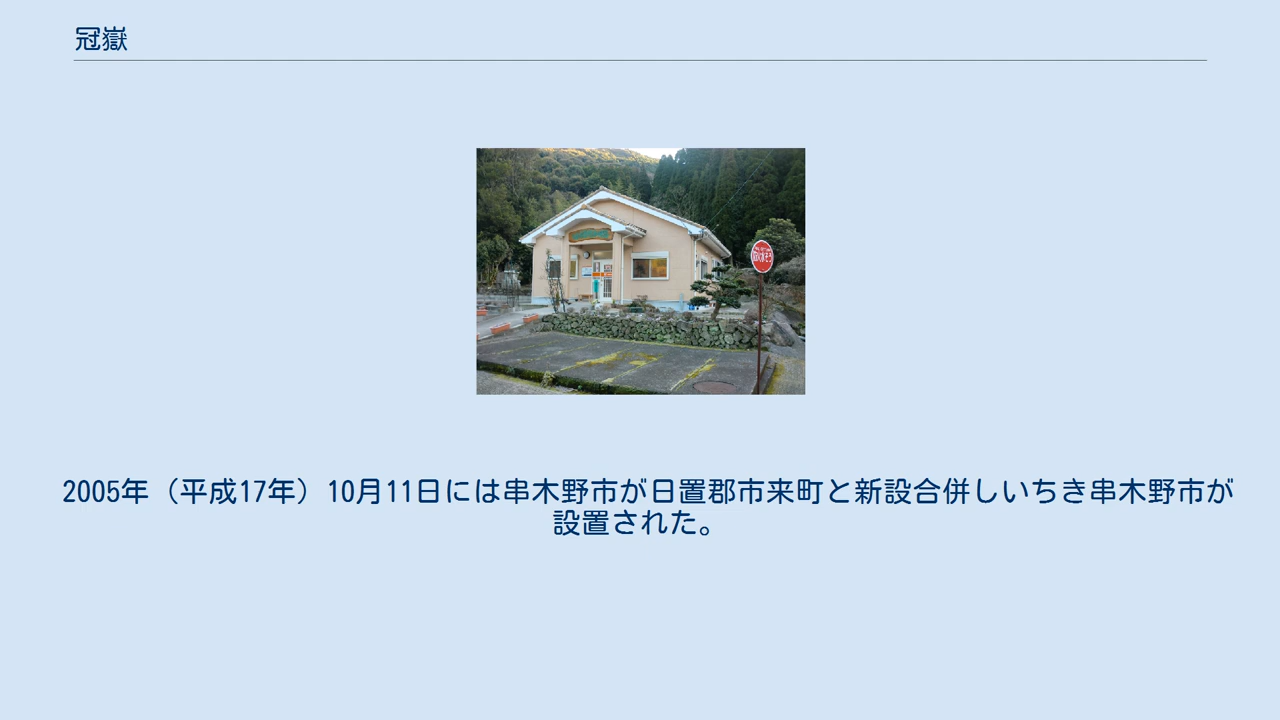 冠嶽
2005年（平成17年）10月11日には串木野市が日置郡市来町と新設合併しいちき串木野市が
設置された。